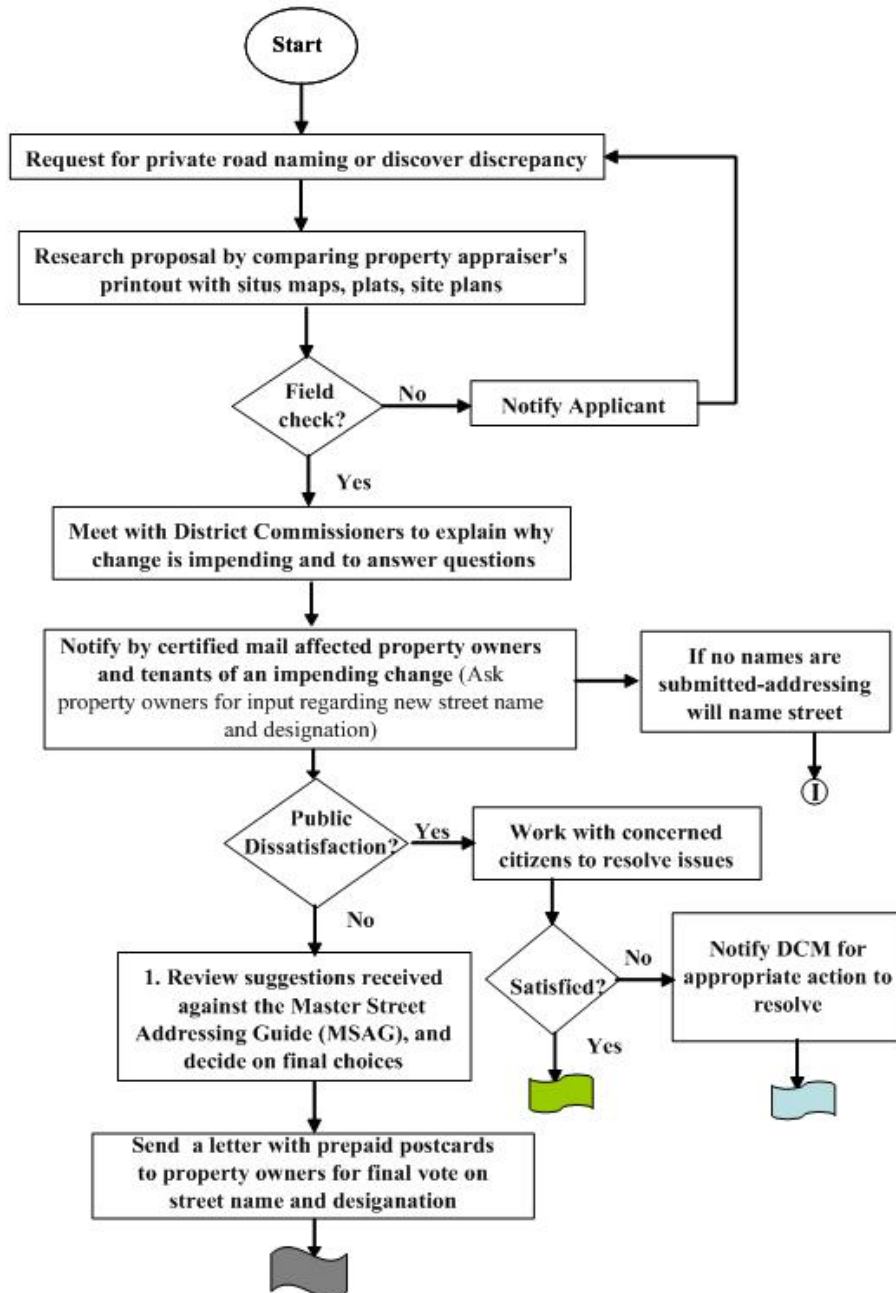 Start
Request for private road naming or discover discrepancy
Research proposal by comparing property appraiser's
printout with situs maps, plats, site plans
Field
check?
No
Notify Applicant
Yes
Meet with District Commissioners to explain why
change is impending and to answer questions
Notify by certified mail affected property owners
and tenants of an impending change (Ask
property owners for input regarding new street name
and designation)
If no names are
submitted-addressing
will name street
I
Public
Dissatisfaction?
Yes
Work with concerned
citizens to resolve issues
No
Satisfied?
No
Notify DCM for
appropriate action to
resolve
Yes
1. Review suggestions received
against the Master Street
Addressing Guide (MSAG), and
decide on final choices
Send a letter with prepaid postcards
to property owners for final vote on
street name and desiganation